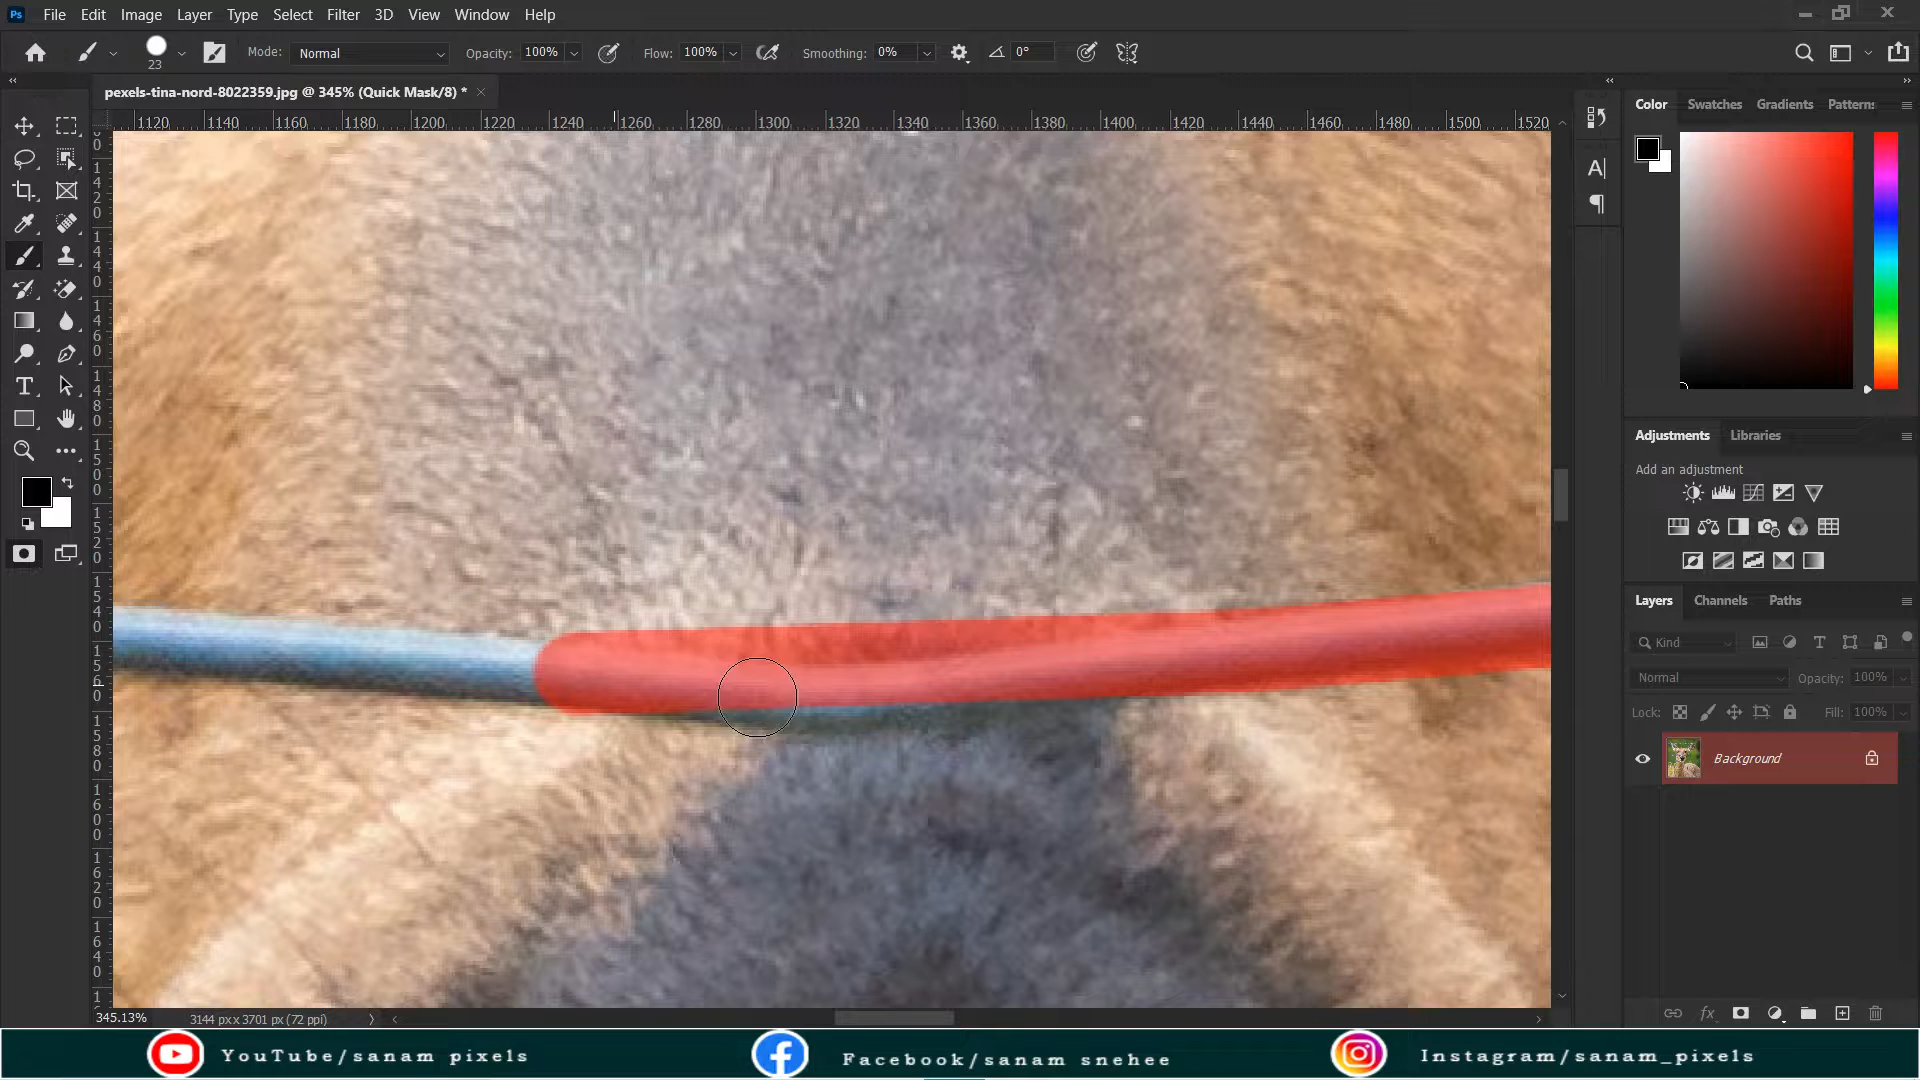 Ps File Edit Image Layer Type Select Filter 3D View Window Help
23 Mode: Normal Opacity: 100% Flow: 100% Smoothing: 0% 0°
pexels-tina-nord-8022359.jpg @ 345% (Quick Mask/8) * ×
1120 1140 1160 1180 1200 1220 1240 1260 1280 1300 1320 1340 1360 1380 1400 1420 1440 1460 1480 1500 1520
Color Swatches Gradients Patterns
Adjustments Libraries
Add an adjustment
Layers Channels Paths
Kind
Normal Opacity: 100%
Lock: Fill: 100%
Background
345.13% 3144 px x 3701 px (72 ppi)
YouTube/sanam pixels Facebook/sanam snehee Instagram/sanam_pixels